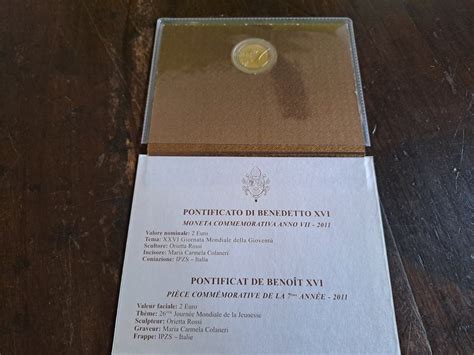 PONTIFICATO DI BENEDETTO XVI
MONETA COMMEMORATIVA ANNO VII - 2011
Valore nominale: 2 Euro
Tema: XXVI Giornata Mondiale della Gioventù
Scultore: Orietta Rossi
Incisore: Maria Carmela Colaneri
Coniazione: IPZS - Italia
PONTIFICAT DE BENOÎT XVI
PIÈCE COMMÉMORATIVE DE LA 7ème ANNÉE - 2011
Valeur faciale: 2 Euro
Thème: 26ème Journée Mondiale de la Jeunesse
Sculpteur: Orietta Rossi
Graveur: Maria Carmela Colaneri
Frappe: IPZS - Italie